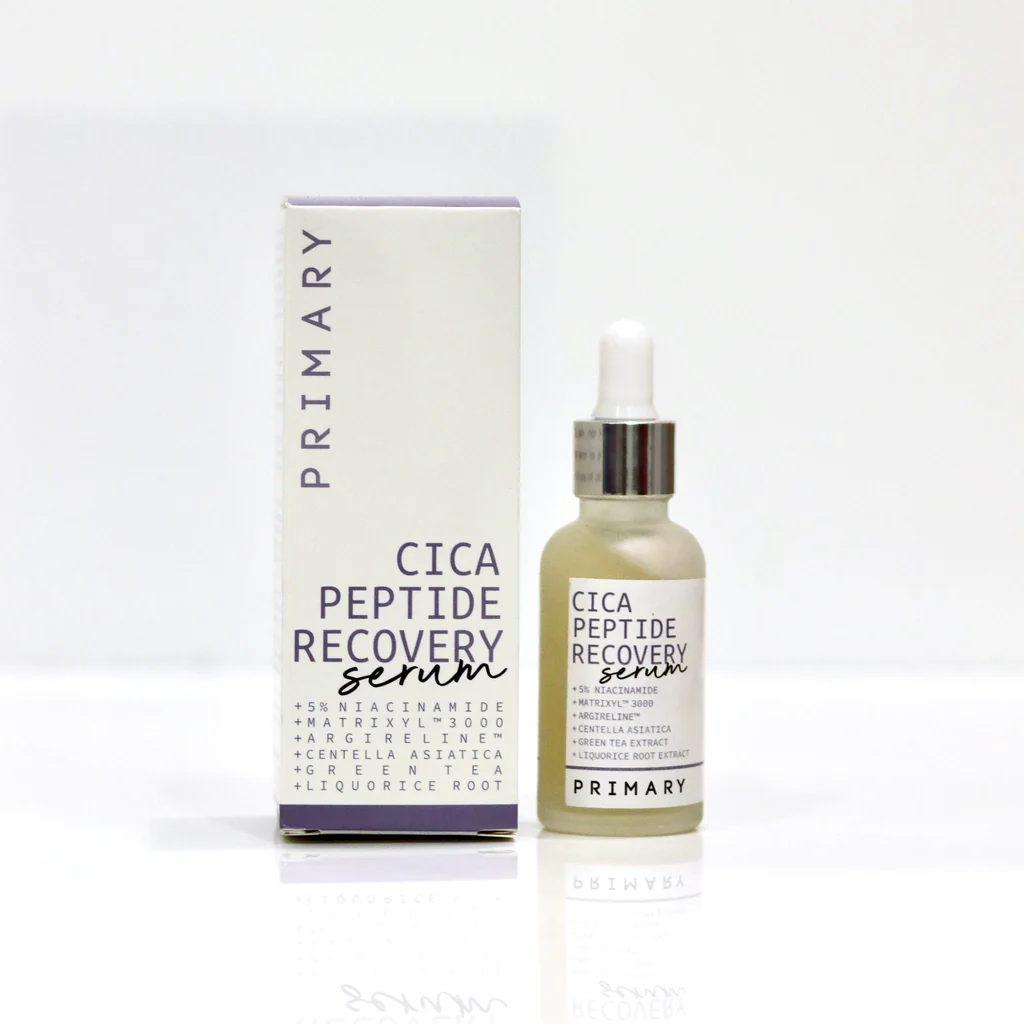 PRIMARY
CICA
PEPTIDE
RECOVERY
serum
+5% NIACINAMIDE
+MATRIXYL™3000
+ARGIRELINE™
+CENTELLA ASIATICA
+GREEN TEA
+LIQUORICE ROOT
CICA
PEPTIDE
RECOVERY
serum
+5% NIACINAMIDE
+MATRIXYL™ 3000
+ARGIRELINE™
+CENTELLA ASIATICA
+GREEN TEA EXTRACT
+LIQUORICE ROOT EXTRACT
PRIMARY